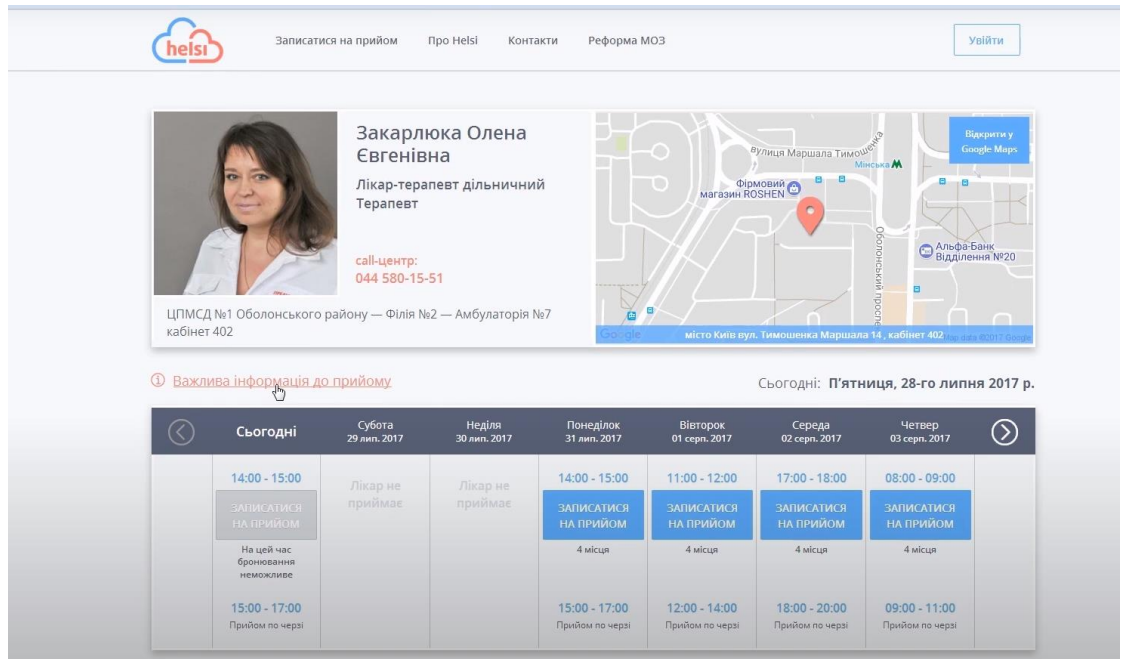 helsi
Записатися на прийом Про Helsi Контакти Реформа МОЗ Увійти
Закарлюка Олена
Євгенівна
Лікар-терапевт дільничний
Терапевт
call-центр:
044 580-15-51
ЦПМСД №1 Оболонського району — Філія №2 — Амбулаторія №7
кабінет 402
Відкрити у
Google Maps
вулиця Маршала Тимошенка
Мінська
Фірмовий
магазин ROSHEN
Оболонський проспе
Альфа-Банк
Відділення №20
Google
місто Київ вул. Тимошенка Маршала 14 , кабінет 402
Map data ©2017 Google
Важлива інформація до прийому
Сьогодні: П'ятниця, 28-го липня 2017 р.
Сьогодні
Субота
29 лип. 2017
Неділя
30 лип. 2017
Понеділок
31 лип. 2017
Вівторок
01 серп. 2017
Середа
02 серп. 2017
Четвер
03 серп. 2017
14:00 - 15:00
ЗАПИСАТИСЯ
НА ПРИЙОМ
На цей час
бронювання
неможливе
15:00 - 17:00
Прийом по черзі
Лікар не
приймає
Лікар не
приймає
14:00 - 15:00
ЗАПИСАТИСЯ
НА ПРИЙОМ
4 місця
15:00 - 17:00
Прийом по черзі
11:00 - 12:00
ЗАПИСАТИСЯ
НА ПРИЙОМ
4 місця
12:00 - 14:00
Прийом по черзі
17:00 - 18:00
ЗАПИСАТИСЯ
НА ПРИЙОМ
4 місця
18:00 - 20:00
Прийом по черзі
08:00 - 09:00
ЗАПИСАТИСЯ
НА ПРИЙОМ
4 місця
09:00 - 11:00
Прийом по черзі